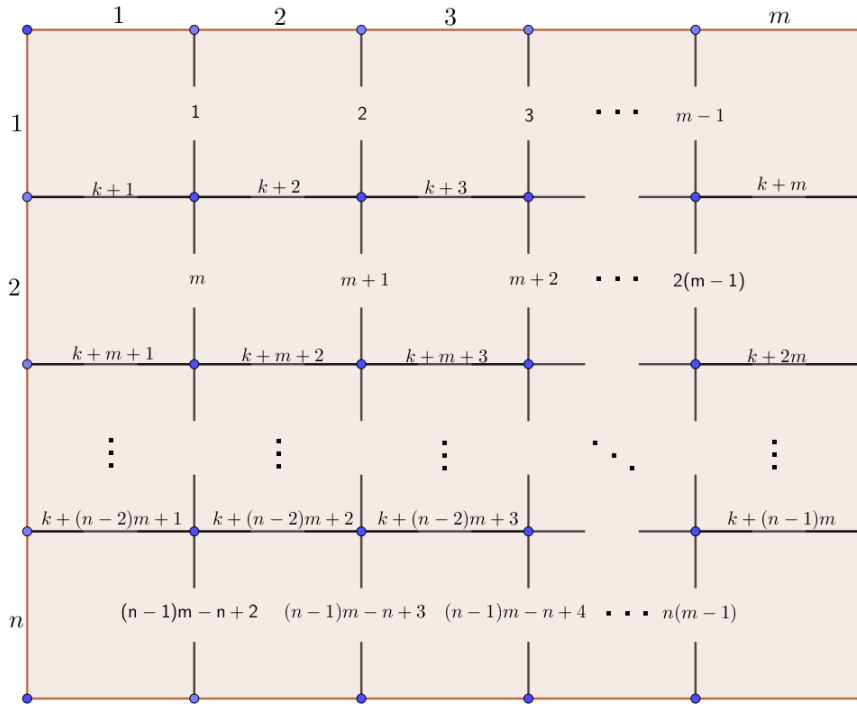 1 2 3 m
1 1 2 3 ··· m − 1
k + 1 k + 2 k + 3 k + m
2 m m + 1 m + 2 ··· 2(m − 1)
k + m + 1 k + m + 2 k + m + 3 k + 2m
⋮ ⋮ ⋮ ⋱ ⋮
k + (n − 2)m + 1 k + (n − 2)m + 2 k + (n − 2)m + 3 k + (n − 1)m
n (n − 1)m − n + 2 (n − 1)m − n + 3 (n − 1)m − n + 4 ··· n(m − 1)